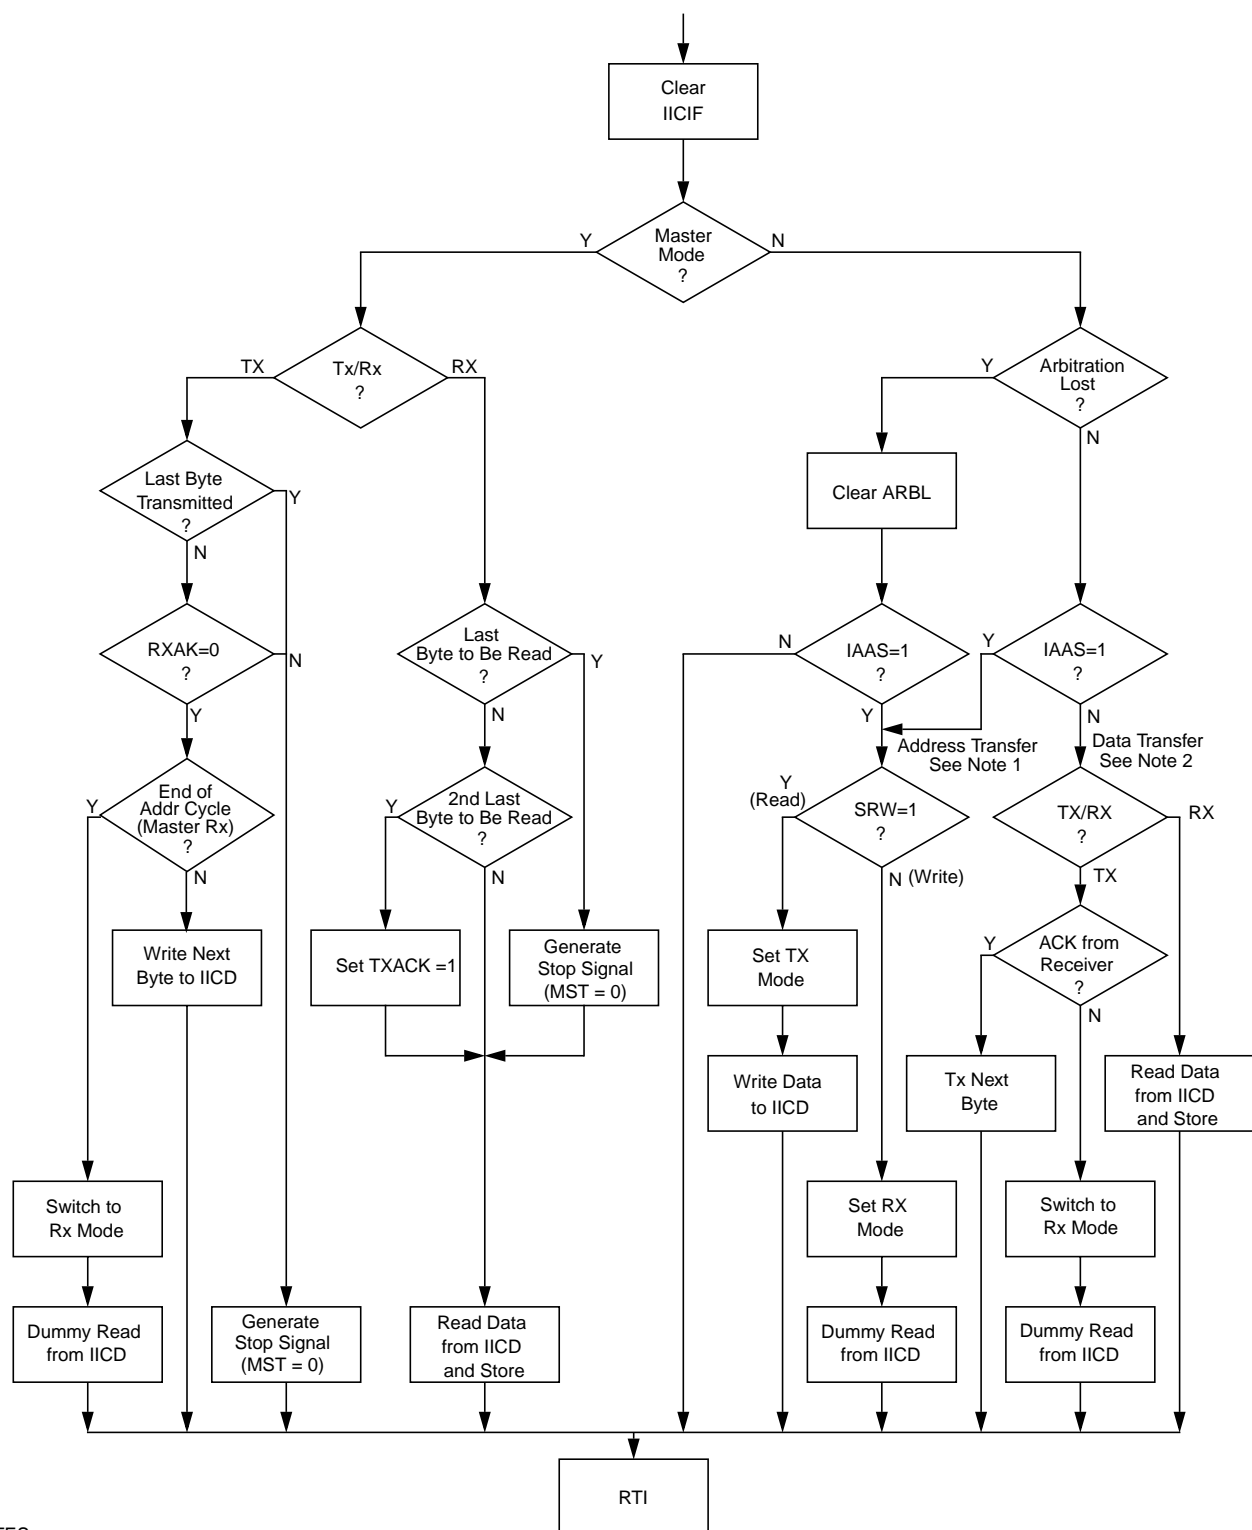 Clear
IICIF
Master
Mode
?
Y
N
Tx/Rx
?
TX
RX
Arbitration
Lost
?
Y
N
Last Byte
Transmitted
?
Y
N
Clear ARBL
RXAK=0
?
N
Y
Last
Byte to Be Read
?
Y
N
IAAS=1
?
N
Y
IAAS=1
?
Y
N
Address Transfer
See Note 1
Data Transfer
See Note 2
End of
Addr Cycle
(Master Rx)
?
Y
N
2nd Last
Byte to Be Read
?
Y
N
Y
(Read)
SRW=1
?
N (Write)
TX/RX
?
RX
TX
Write Next
Byte to IICD
Set TXACK =1
Generate
Stop Signal
(MST = 0)
Set TX
Mode
ACK from
Receiver
?
Y
N
Write Data
to IICD
Tx Next
Byte
Read Data
from IICD
and Store
Switch to
Rx Mode
Set RX
Mode
Switch to
Rx Mode
Dummy Read
from IICD
Generate
Stop Signal
(MST = 0)
Read Data
from IICD
and Store
Dummy Read
from IICD
Dummy Read
from IICD
RTI